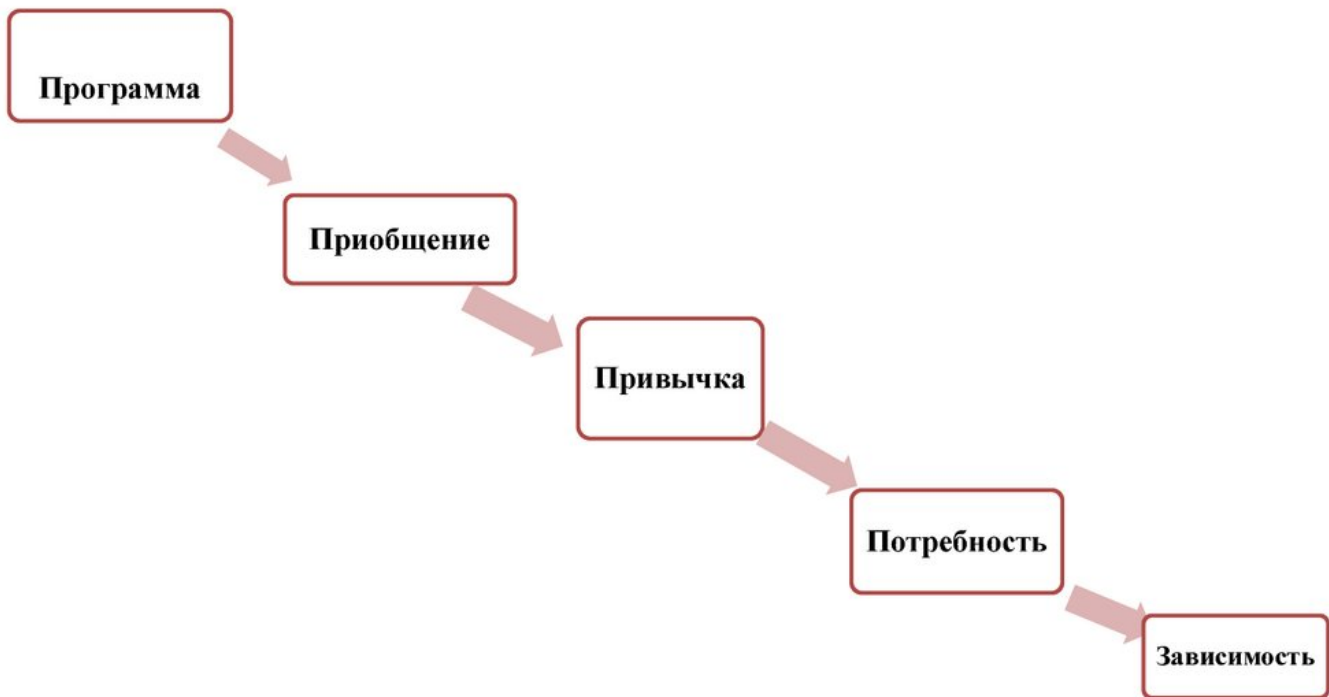 Программа
Приобщение
Привычка
Потребность
Зависимость